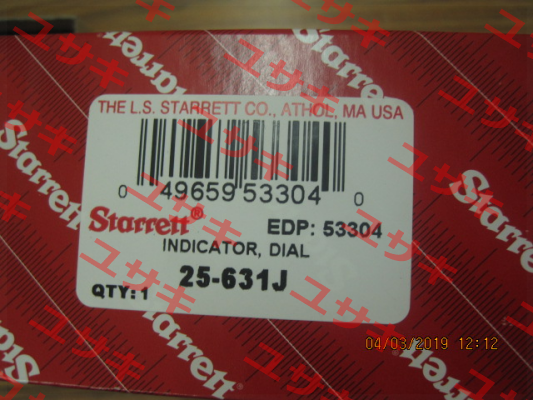 ユサキ
Starrett
THE L.S. STARRETT CO., ATHOL, MA USA
0 49659 53304 0
Starrett® EDP: 53304
INDICATOR, DIAL
25-631J
QTY: 1
04/03/2019 12:12
Starrett